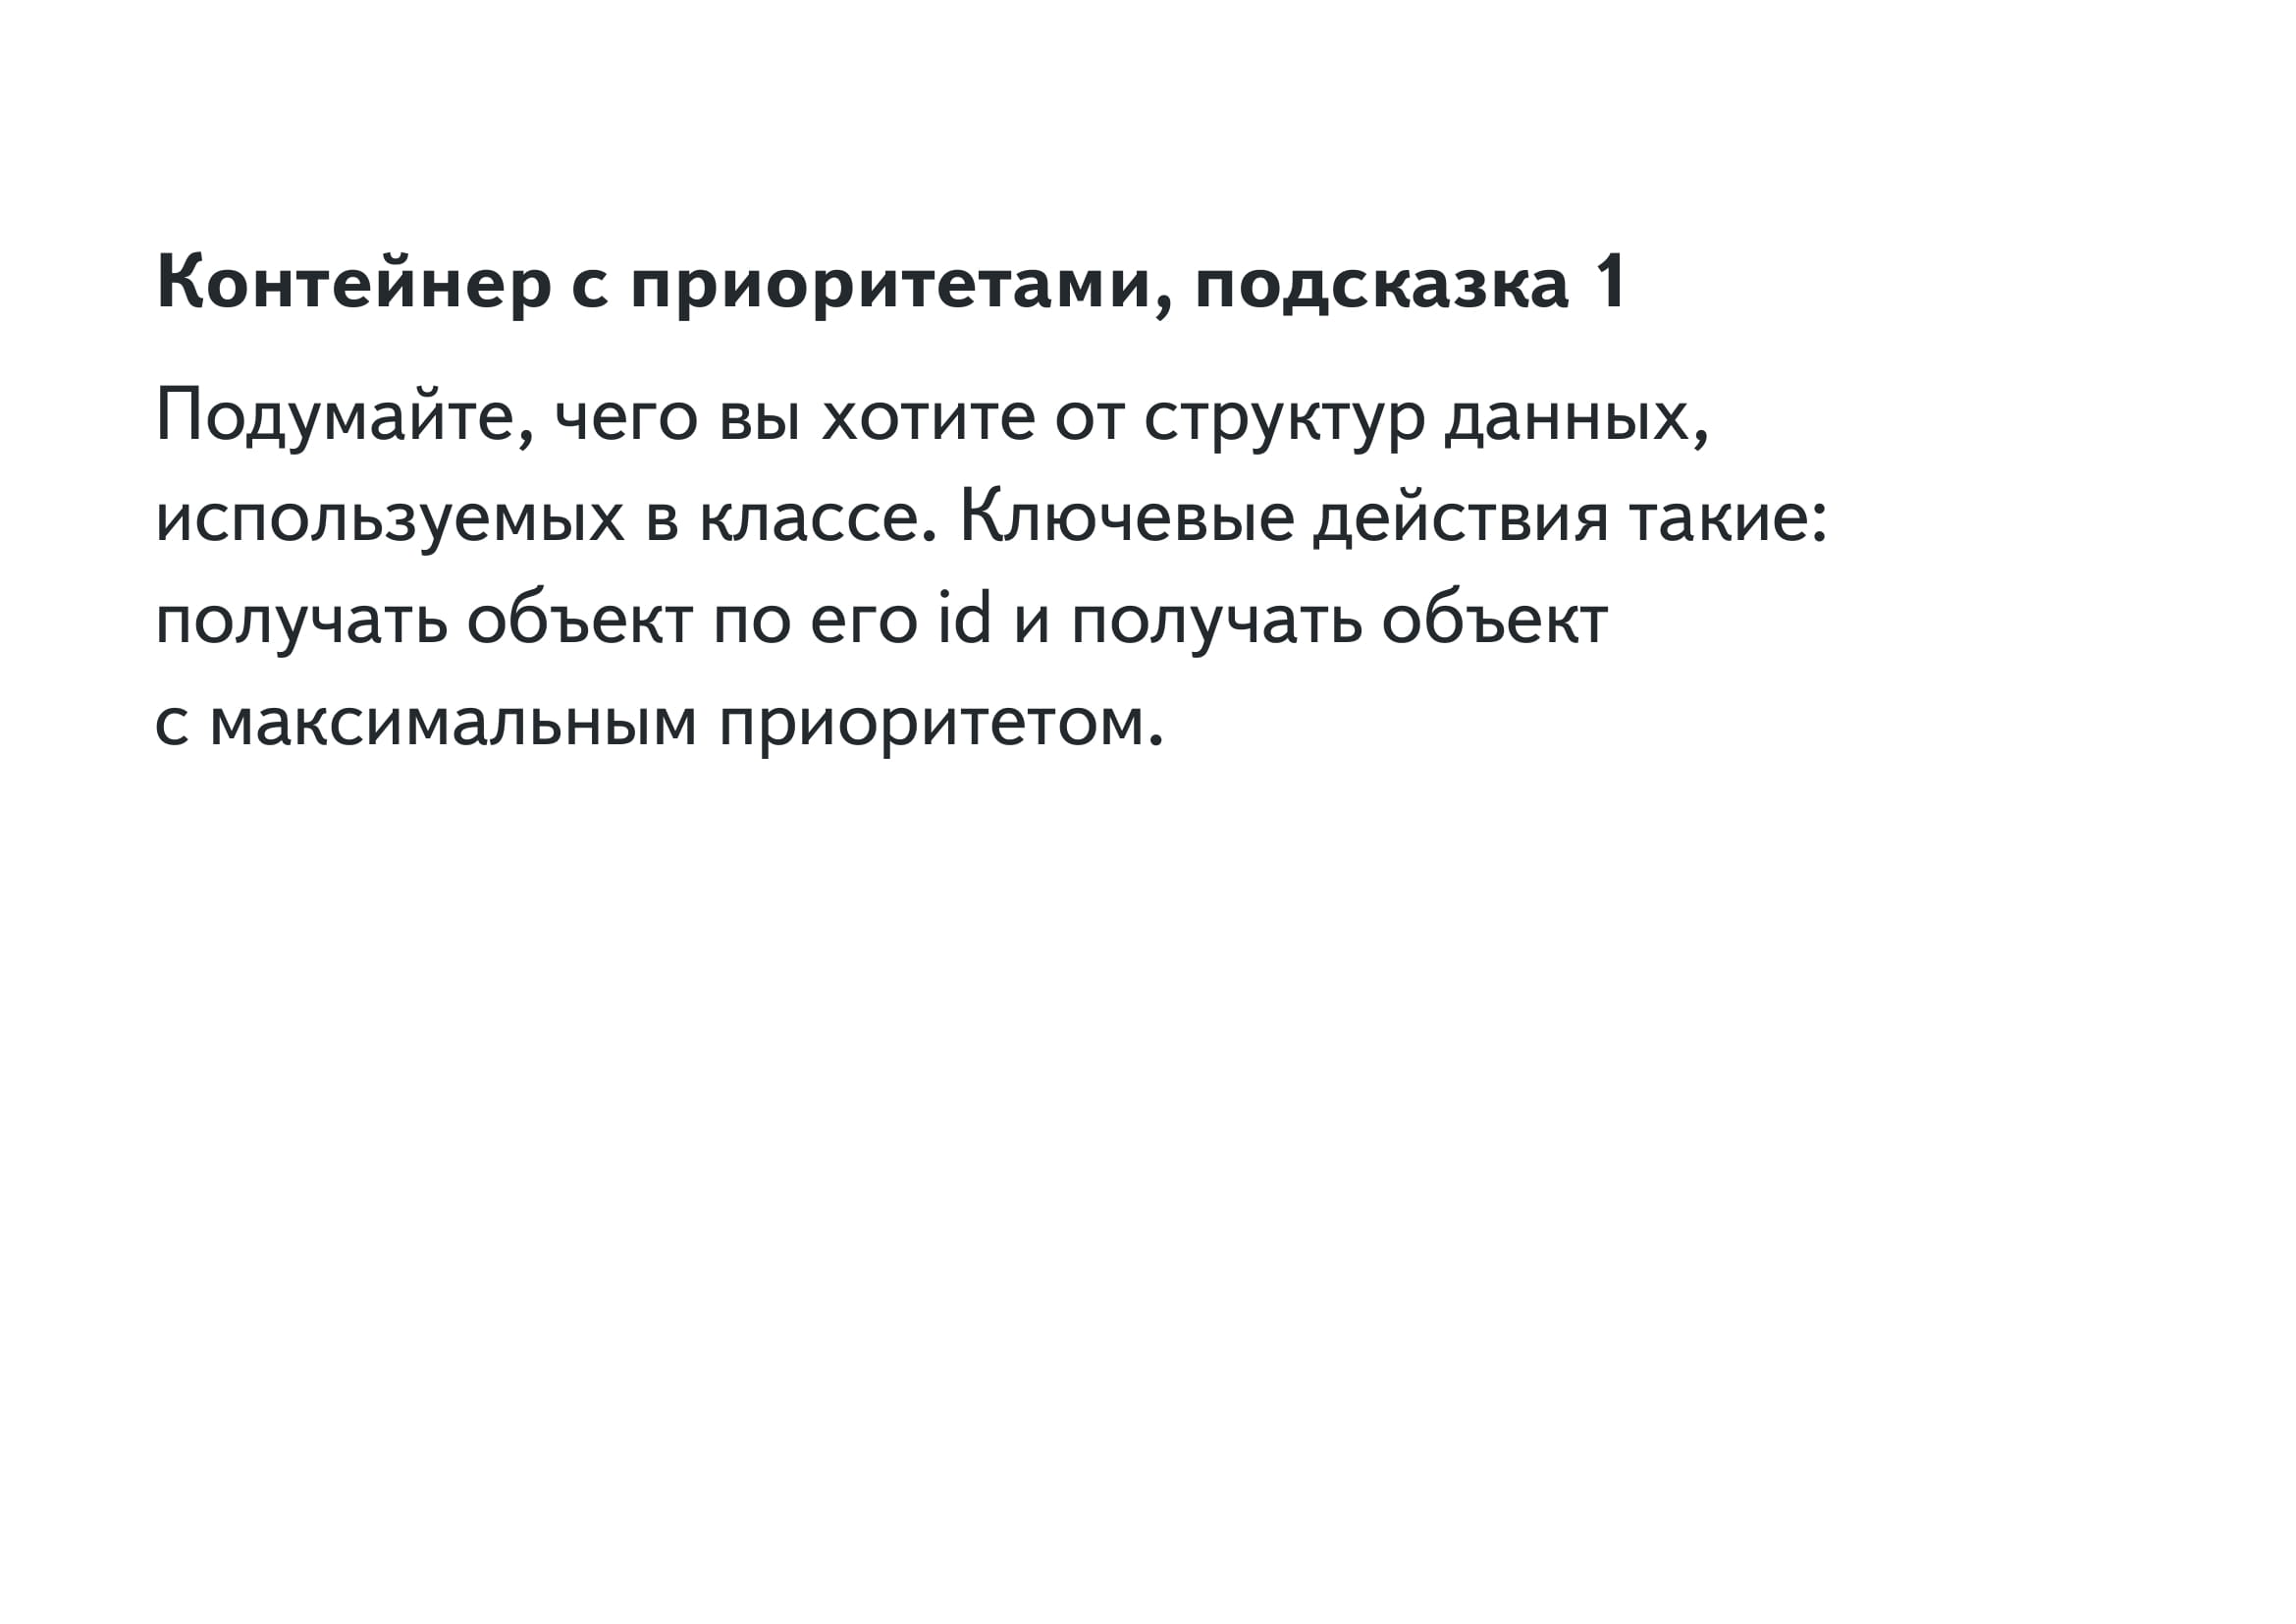 Контейнер с приоритетами, подсказка 1
Подумайте, чего вы хотите от структур данных,
используемых в классе. Ключевые действия такие:
получать объект по его id и получать объект
с максимальным приоритетом.